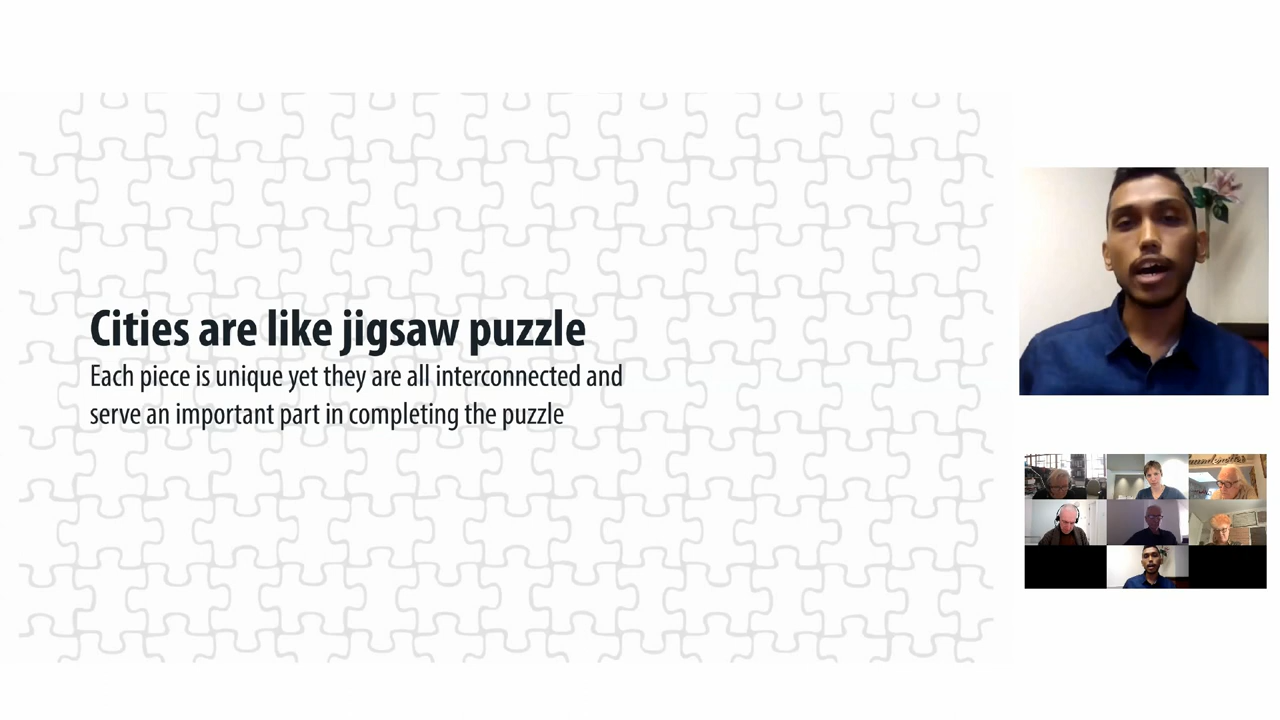 Cities are like jigsaw puzzle
Each piece is unique yet they are all interconnected and
serve an important part in completing the puzzle